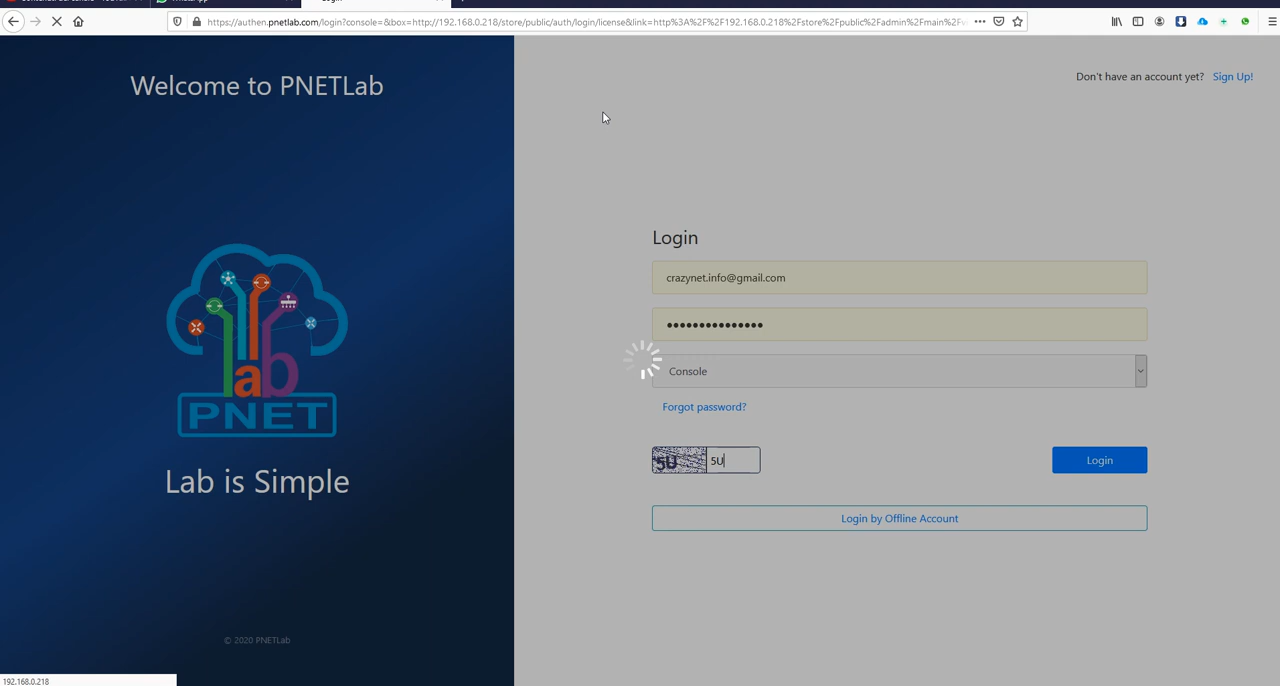 https://authen.pnetlab.com/login?console=&box=http://192.168.0.218/store/public/auth/login/license&link=http%3A%2F%2F192.168.0.218%2Fstore%2Fpublic%2Fadmin%2Fmain%2Fv
Welcome to PNETLab
Don't have an account yet? Sign Up!
lab
PNET
Lab is Simple
© 2020 PNETLab
Login
crazynet.info@gmail.com
Console
Forgot password?
5U
5U
Login
Login by Offline Account
192.168.0.218